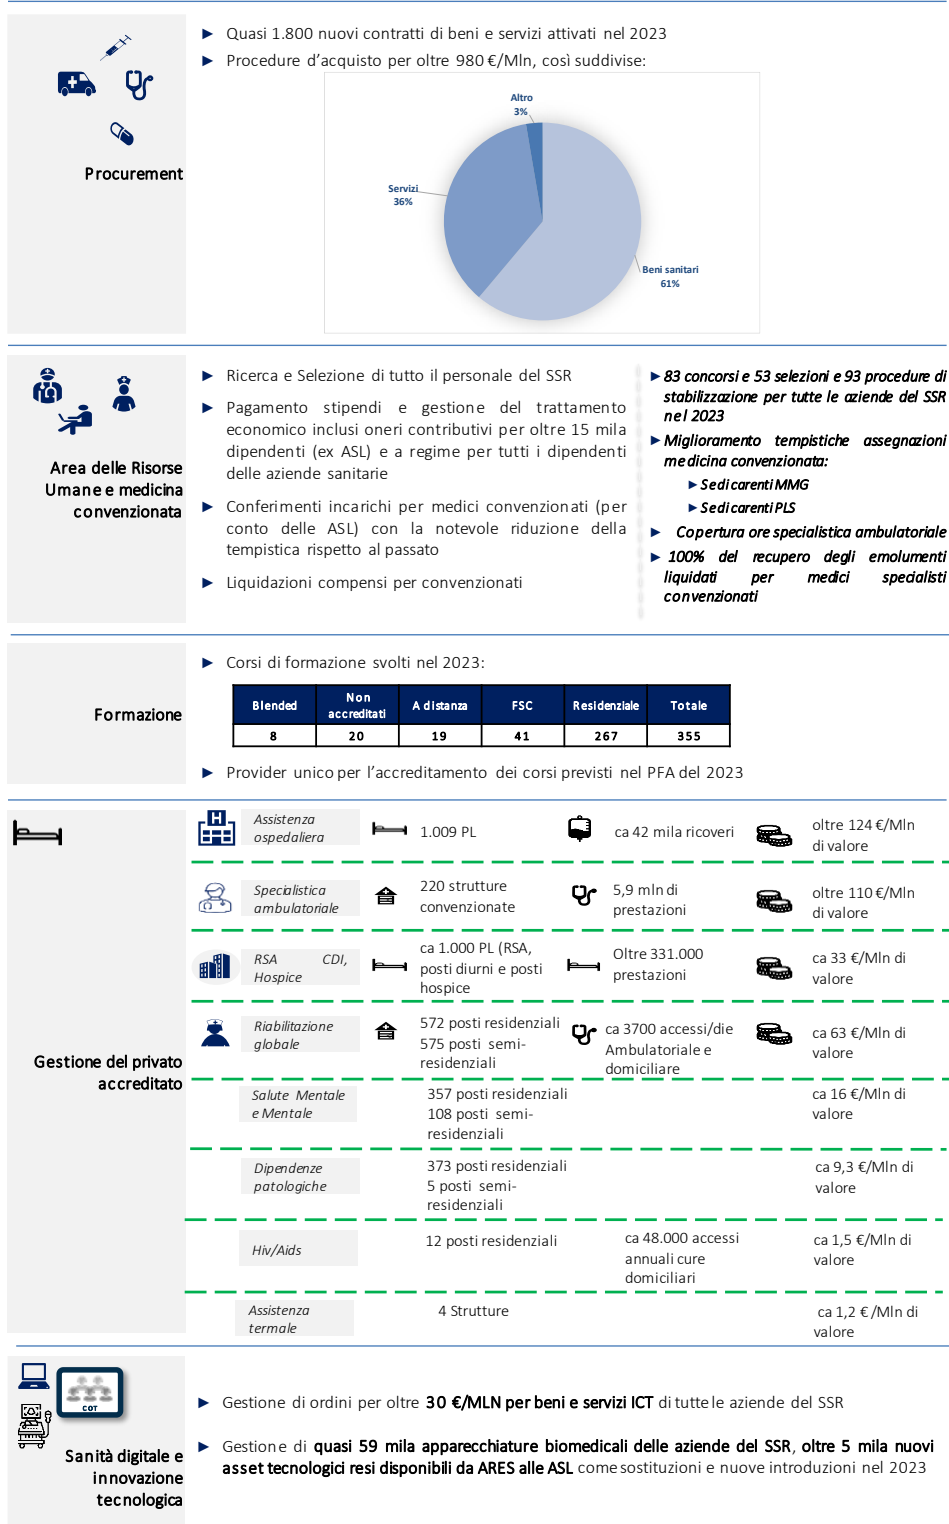 Procurement
► Quasi 1.800 nuovi contratti di beni e servizi attivati nel 2023
► Procedure d'acquisto per oltre 980 €/Mln, così suddivise:
Altro
3%
Servizi
36%
Beni sanitari
61%
Area delle Risorse
Umane e medicina
convenzionata
► Ricerca e Selezione di tutto il personale del SSR
► Pagamento stipendi e gestione del trattamento
economico inclusi oneri contributivi per oltre 15 mila
dipendenti (ex ASL) e a regime per tutti i dipendenti
delle aziende sanitarie
► Conferimenti incarichi per medici convenzionati (per
conto delle ASL) con la notevole riduzione della
tempistica rispetto al passato
► Liquidazioni compensi per convenzionati
► 83 concorsi e 53 selezioni e 93 procedure di
stabilizzazione per tutte le aziende del SSR
nel 2023
► Miglioramento tempistiche assegnazioni
medicina convenzionata:
► Sedi carenti MMG
► Sedi carenti PLS
► Copertura ore specialistica ambulatoriale
► 100% del recupero degli emolumenti
liquidati per medici specialisti
convenzionati
Formazione
► Corsi di formazione svolti nel 2023:
Blended Non accreditati A distanza FSC Residenziale Totale
8 20 19 41 267 355
► Provider unico per l'accreditamento dei corsi previsti nel PFA del 2023
Gestione del privato
accreditato
H
Assistenza
ospedaliera
1.009 PL
ca 42 mila ricoveri
oltre 124 €/Mln
di valore
Specialistica
ambulatoriale
220 strutture
convenzionate
5,9 mln di
prestazioni
oltre 110 €/Mln
di valore
RSA CDI,
Hospice
ca 1.000 PL (RSA,
posti diurni e posti
hospice
Oltre 331.000
prestazioni
ca 33 €/Mln di
valore
Riabilitazione
globale
572 posti residenziali
575 posti semi-
residenziali
ca 3700 accessi/die
Ambulatoriale e
domiciliare
ca 63 €/Mln di
valore
Salute Mentale
e Mentale
357 posti residenziali
108 posti semi-
residenziali
ca 16 €/Mln di
valore
Dipendenze
patologiche
373 posti residenziali
5 posti semi-
residenziali
ca 9,3 €/Mln di
valore
Hiv/Aids
12 posti residenziali
ca 48.000 accessi
annuali cure
domiciliari
ca 1,5 €/Mln di
valore
Assistenza
termale
4 Strutture
ca 1,2 €/Mln di
valore
COT
Sanità digitale e
innovazione
tecnologica
► Gestione di ordini per oltre 30 €/MLN per beni e servizi ICT di tutte le aziende del SSR
► Gestione di quasi 59 mila apparecchiature biomedicali delle aziende del SSR, oltre 5 mila nuovi
asset tecnologici resi disponibili da ARES alle ASL come sostituzioni e nuove introduzioni nel 2023